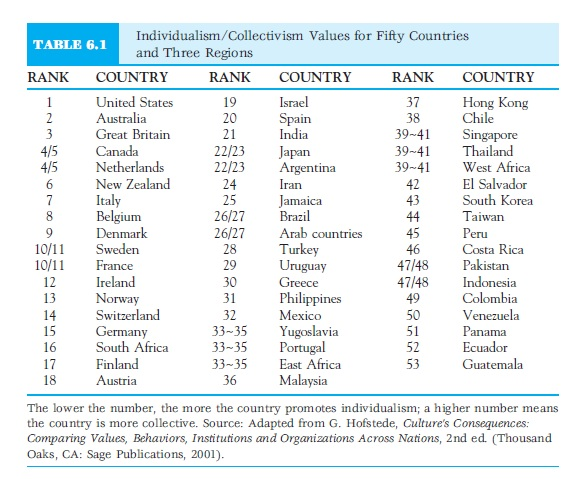 TABLE 6.1
Individualism/Collectivism Values for Fifty Countries
and Three Regions
RANK COUNTRY RANK COUNTRY RANK COUNTRY
1 United States 19 Israel 37 Hong Kong
2 Australia 20 Spain 38 Chile
3 Great Britain 21 India 39~41 Singapore
4/5 Canada 22/23 Japan 39~41 Thailand
4/5 Netherlands 22/23 Argentina 39~41 West Africa
6 New Zealand 24 Iran 42 El Salvador
7 Italy 25 Jamaica 43 South Korea
8 Belgium 26/27 Brazil 44 Taiwan
9 Denmark 26/27 Arab countries 45 Peru
10/11 Sweden 28 Turkey 46 Costa Rica
10/11 France 29 Uruguay 47/48 Pakistan
12 Ireland 30 Greece 47/48 Indonesia
13 Norway 31 Philippines 49 Colombia
14 Switzerland 32 Mexico 50 Venezuela
15 Germany 33~35 Yugoslavia 51 Panama
16 South Africa 33~35 Portugal 52 Ecuador
17 Finland 33~35 East Africa 53 Guatemala
18 Austria 36 Malaysia
The lower the number, the more the country promotes individualism; a higher number means
the country is more collective. Source: Adapted from G. Hofstede, Culture's Consequences:
Comparing Values, Behaviors, Institutions and Organizations Across Nations, 2nd ed. (Thousand
Oaks, CA: Sage Publications, 2001).